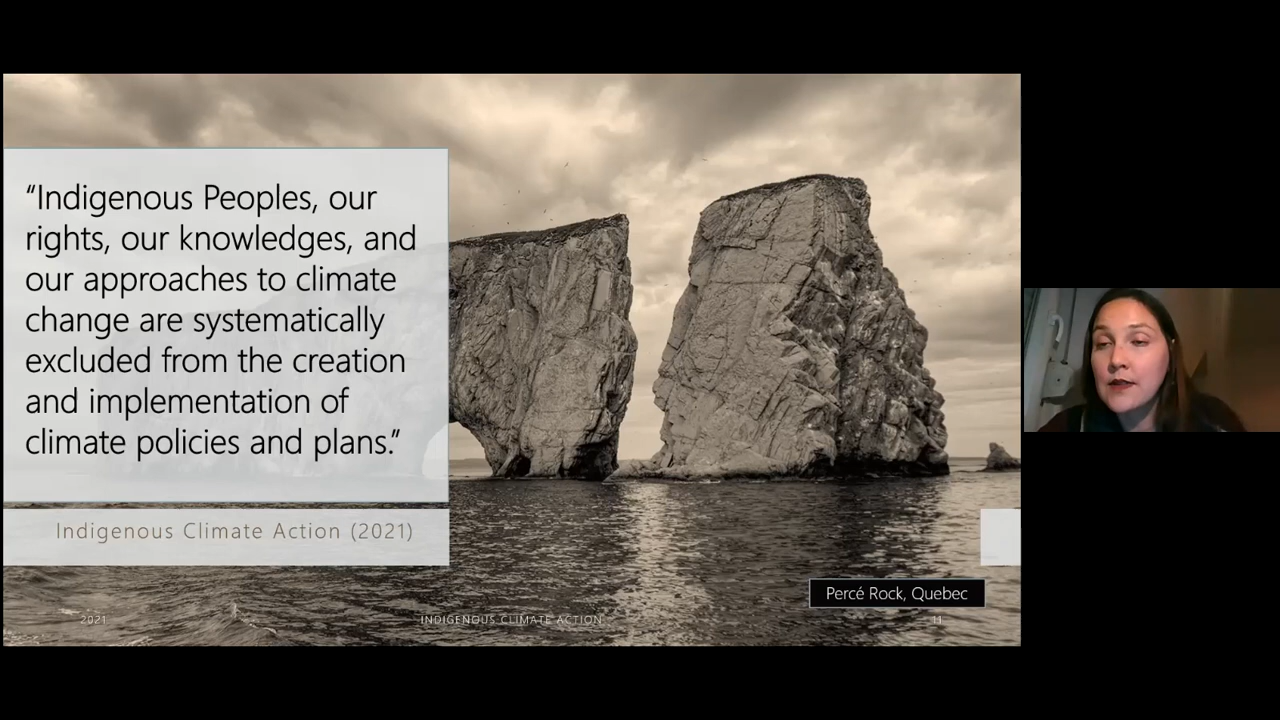 “Indigenous Peoples, our
rights, our knowledges, and
our approaches to climate
change are systematically
excluded from the creation
and implementation of
climate policies and plans.”
Indigenous Climate Action (2021)
Percé Rock, Quebec
2021
INDIGENOUS CLIMATE ACTION
11